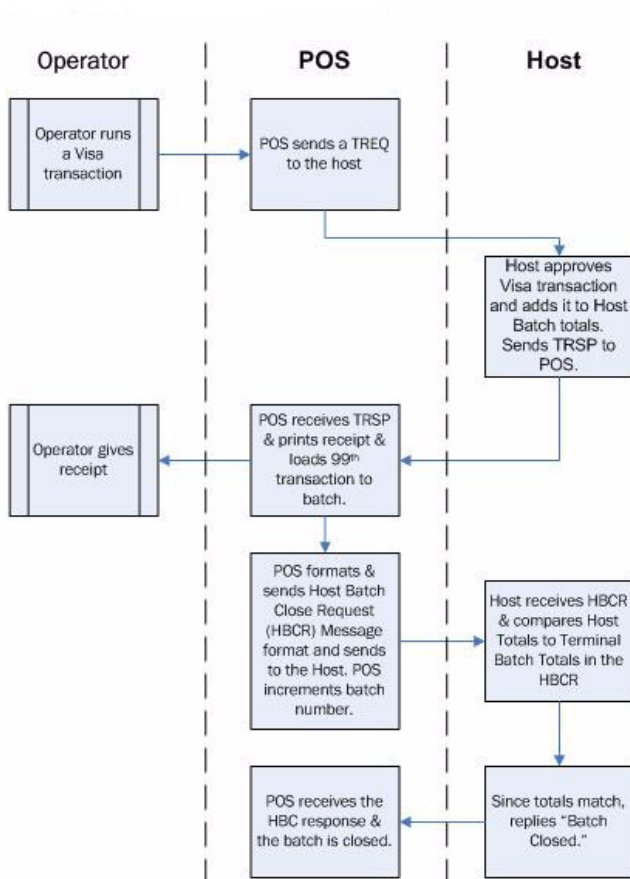 Operator
POS
Host
Operator runs
a Visa
transaction
POS sends a TREQ
to the host
Host approves
Visa transaction
and adds it to Host
Batch totals.
Sends TRSP to
POS.
POS receives TRSP
& prints receipt &
loads 99th
transaction to
batch.
Operator gives
receipt
POS formats &
sends Host Batch
Close Request
(HBCR) Message
format and sends
to the Host. POS
increments batch
number.
Host receives HBCR
& compares Host
Totals to Terminal
Batch Totals in the
HBCR
Since totals match,
replies “Batch
Closed.”
POS receives the
HBC response &
the batch is closed.